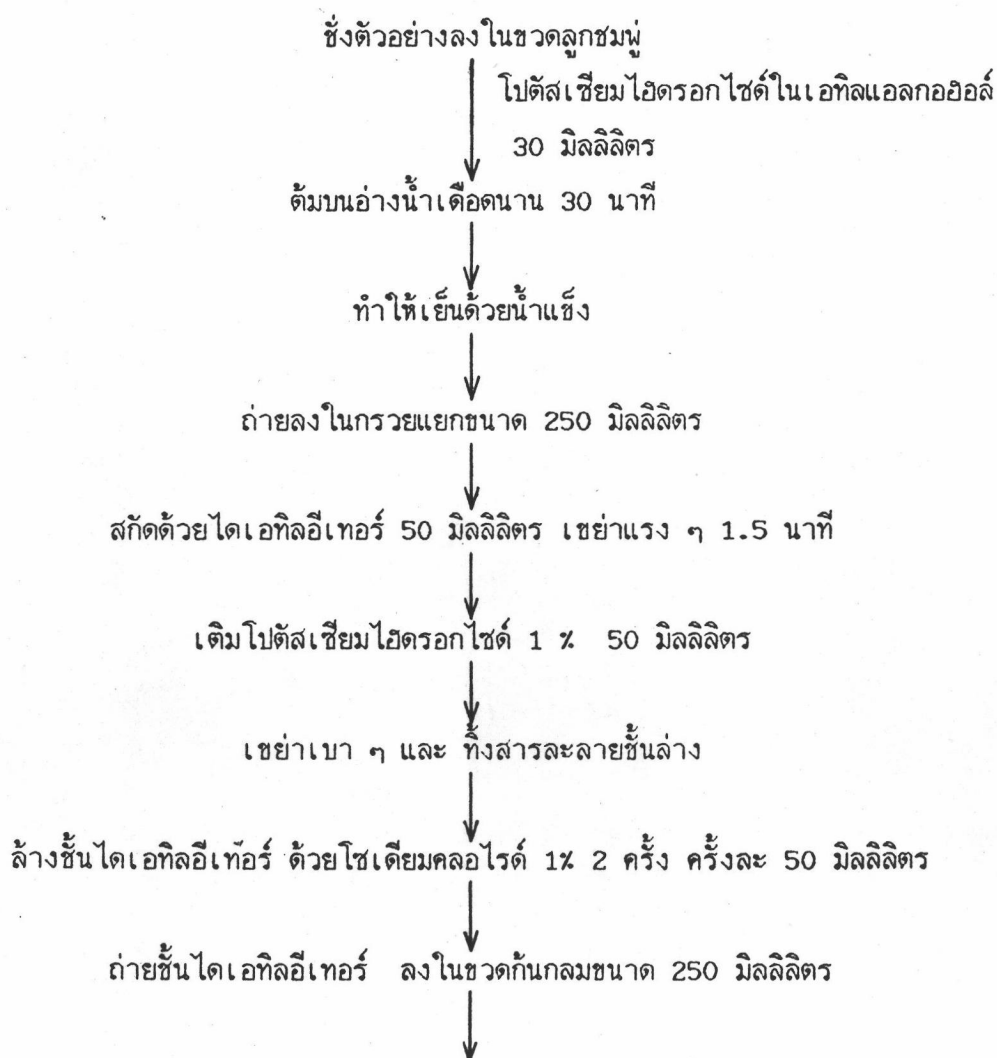 ชั่งตัวอย่างลงในขวดลูกชมพู่
โปตัสเซียมไฮดรอกไซด์ในเอทิลแอลกอฮอล์
30 มิลลิลิตร
ต้มบนอ่างน้ำเดือดนาน 30 นาที
ทำให้เย็นด้วยน้ำแข็ง
ถ่ายลงในกรวยแยกขนาด 250 มิลลิลิตร
สกัดด้วยไดเอทิลอีเทอร์ 50 มิลลิลิตร เขย่าแรง ๆ 1.5 นาที
เติมโปตัสเซียมไฮดรอกไซด์ 1 % 50 มิลลิลิตร
เขย่าเบา ๆ และ ทิ้งสารละลายชั้นล่าง
ล้างชั้นไดเอทิลอีเทอร์ ด้วยโซเดียมคลอไรด์ 1% 2 ครั้ง ครั้งละ 50 มิลลิลิตร
ถ่ายชั้นไดเอทิลอีเทอร์ ลงในขวดก้นกลมขนาด 250 มิลลิลิตร